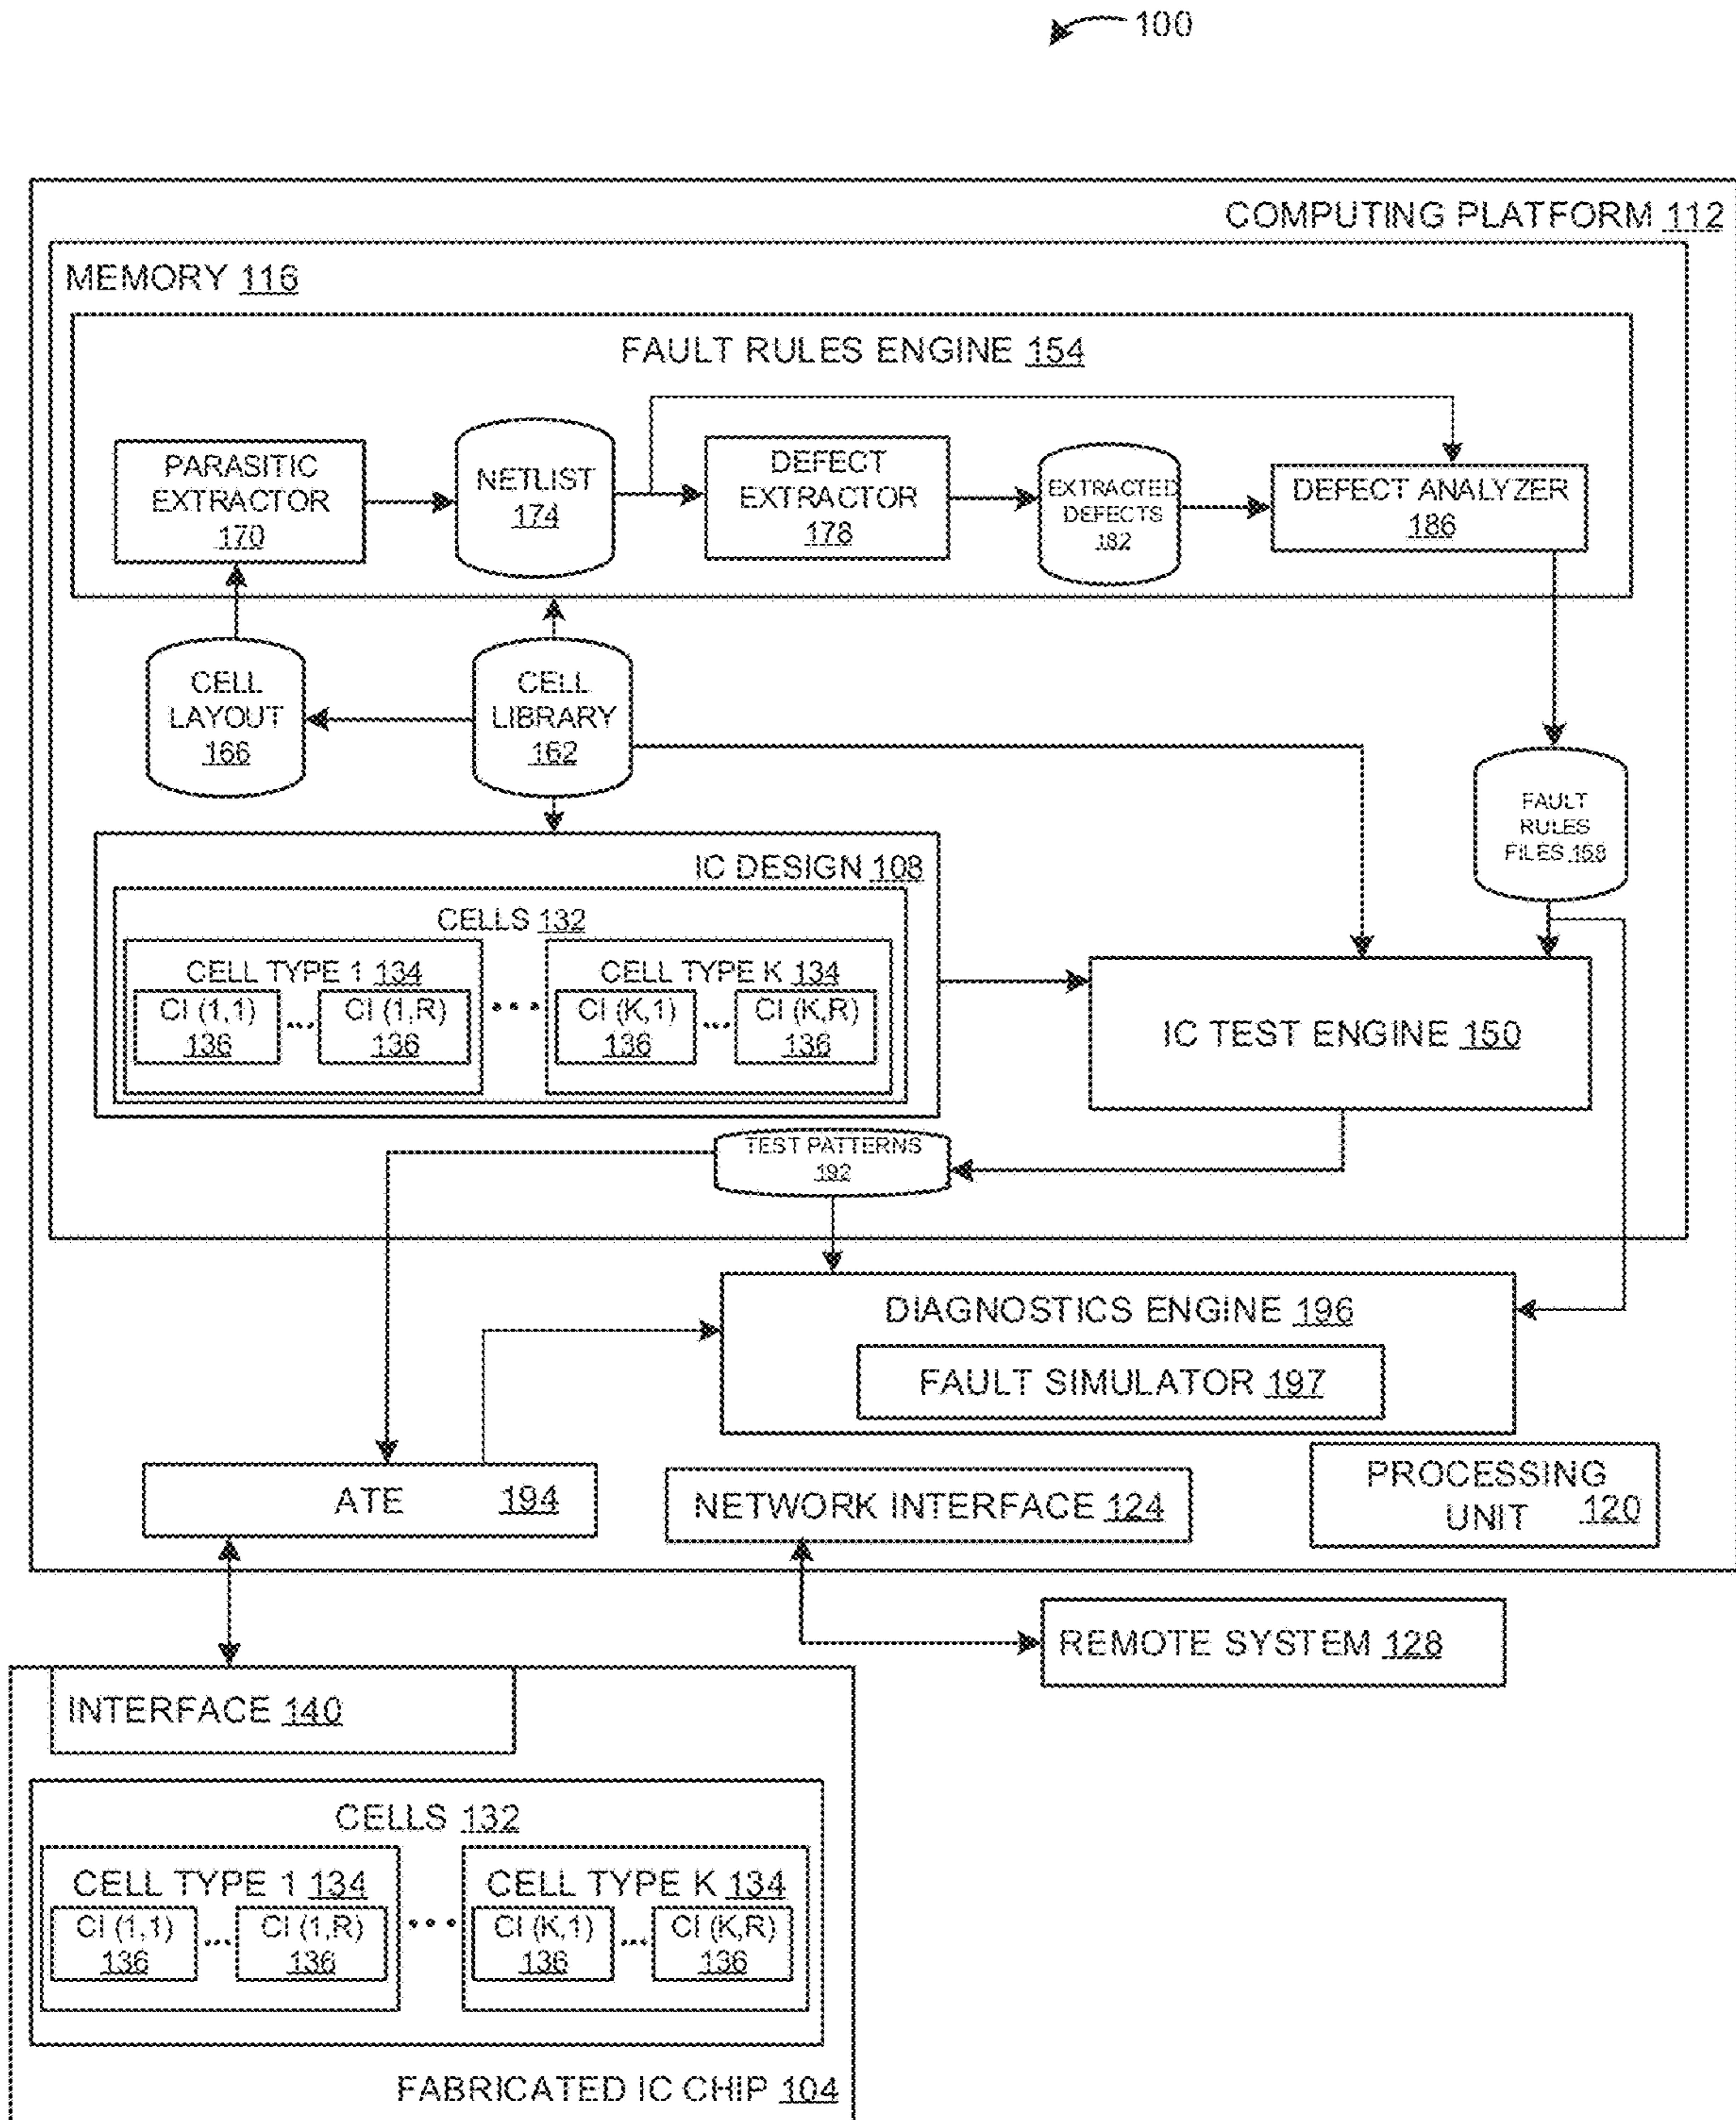 100
COMPUTING PLATFORM 112
MEMORY 116
FAULT RULES ENGINE 154
PARASITIC
EXTRACTOR
170
NETLIST
174
DEFECT
EXTRACTOR
178
EXTRACTED
DEFECTS
182
DEFECT ANALYZER
186
CELL
LAYOUT
166
CELL
LIBRARY
162
FAULT
RULES
FILES 158
IC DESIGN 108
CELLS 132
CELL TYPE 1 134
CI (1,1)
136
...
CI (1,R)
136
...
CELL TYPE K 134
CI (K,1)
136
...
CI (K,R)
136
IC TEST ENGINE 150
TEST PATTERNS
192
DIAGNOSTICS ENGINE 196
FAULT SIMULATOR 197
ATE 194
NETWORK INTERFACE 124
PROCESSING
UNIT 120
REMOTE SYSTEM 128
INTERFACE 140
CELLS 132
CELL TYPE 1 134
CI (1,1)
136
...
CI (1,R)
136
...
CELL TYPE K 134
CI (K,1)
136
...
CI (K,R)
136
FABRICATED IC CHIP 104